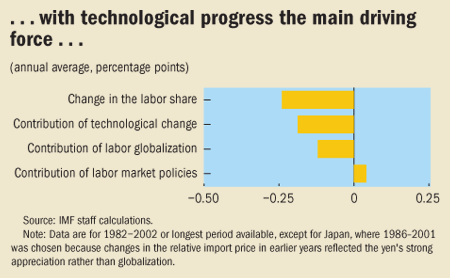 . . . with technological progress the main driving
force . . .
(annual average, percentage points)
Change in the labor share
Contribution of technological change
Contribution of labor globalization
Contribution of labor market policies
−0.50 −0.25 0 0.25
Source: IMF staff calculations.
Note: Data are for 1982−2002 or longest period available, except for Japan, where 1986-2001
was chosen because changes in the relative import price in earlier years reflected the yen's strong
appreciation rather than globalization.